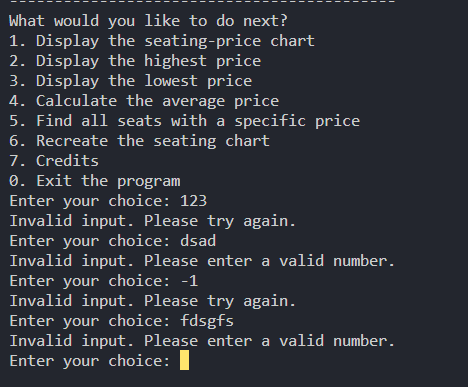 -------------------------------------------
What would you like to do next?
1. Display the seating-price chart
2. Display the highest price
3. Display the lowest price
4. Calculate the average price
5. Find all seats with a specific price
6. Recreate the seating chart
7. Credits
0. Exit the program
Enter your choice: 123
Invalid input. Please try again.
Enter your choice: dsad
Invalid input. Please enter a valid number.
Enter your choice: -1
Invalid input. Please try again.
Enter your choice: fdsgfs
Invalid input. Please enter a valid number.
Enter your choice: